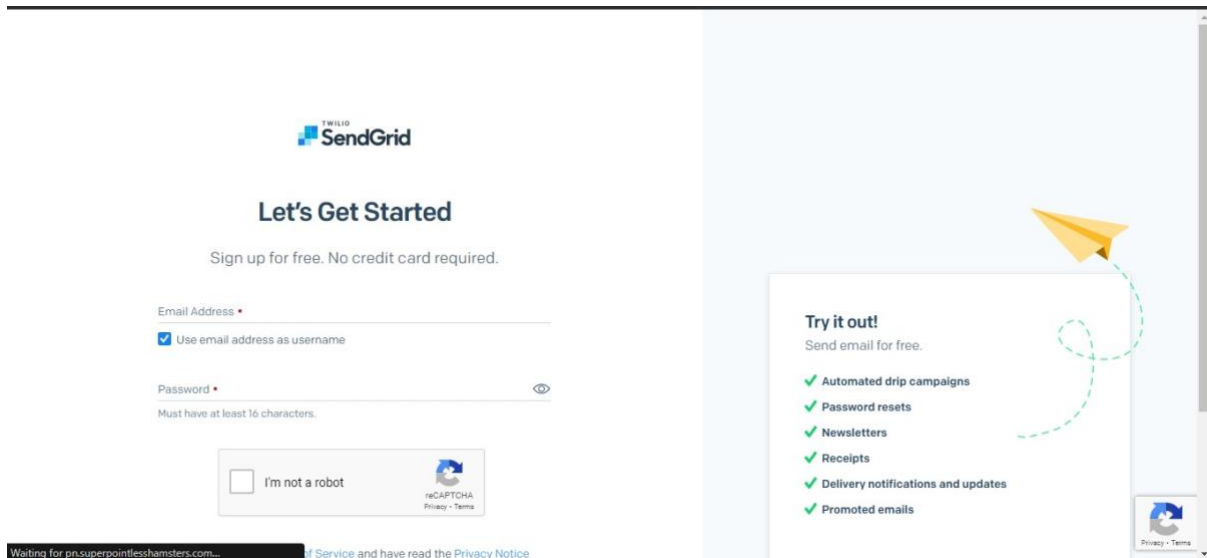 TWILIO
SendGrid
Let's Get Started
Sign up for free. No credit card required.
Email Address •
Use email address as username
Password •
Must have at least 16 characters.
I'm not a robot
reCAPTCHA
Privacy - Terms
of Service and have read the Privacy Notice
Waiting for pn.superpointlesshamsters.com...
Try it out!
Send email for free.
Automated drip campaigns
Password resets
Newsletters
Receipts
Delivery notifications and updates
Promoted emails
Privacy - Terms